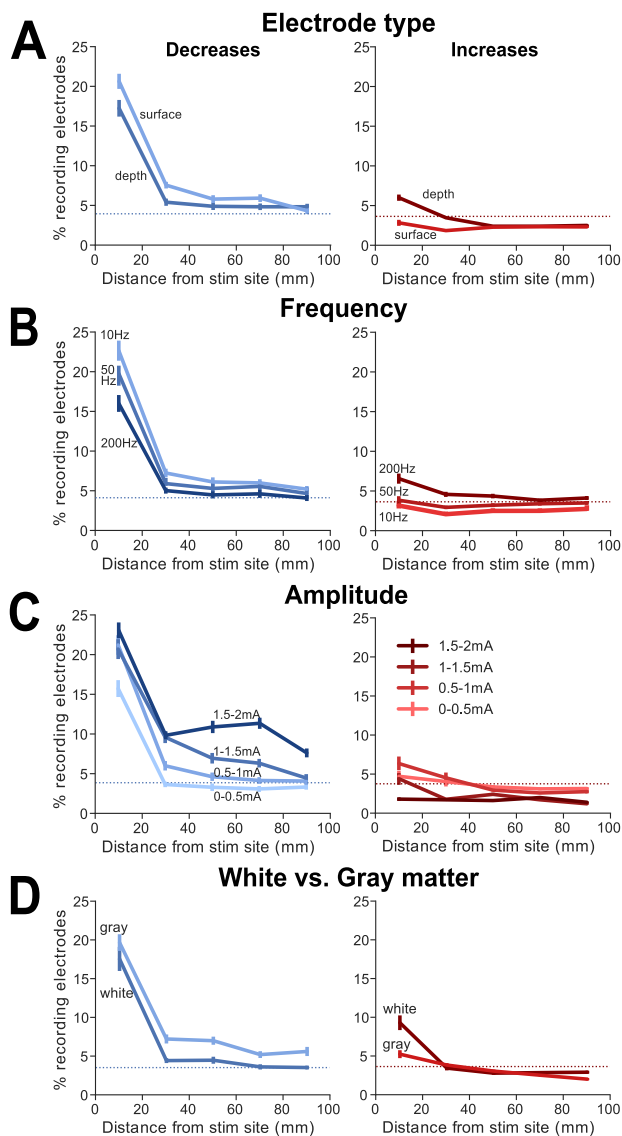 A
Electrode type
Decreases
Increases
% recording electrodes
25
20
15
10
5
0
surface
depth
0 20 40 60 80 100
Distance from stim site (mm)
25
20
15
10
5
0
depth
surface
0 20 40 60 80 100
Distance from stim site (mm)
B
Frequency
% recording electrodes
25
20
15
10
5
0
10Hz
50
Hz
200Hz
0 20 40 60 80 100
Distance from stim site (mm)
25
20
15
10
5
0
200Hz
50Hz
10Hz
0 20 40 60 80 100
Distance from stim site (mm)
C
Amplitude
% recording electrodes
25
20
15
10
5
0
1.5-2mA
1-1.5mA
0.5-1mA
0-0.5mA
0 20 40 60 80 100
Distance from stim site (mm)
25
20
15
10
5
0
1.5-2mA
1-1.5mA
0.5-1mA
0-0.5mA
0 20 40 60 80 100
Distance from stim site (mm)
D
White vs. Gray matter
% recording electrodes
25
20
15
10
5
0
gray
white
0 20 40 60 80 100
Distance from stim site (mm)
25
20
15
10
5
0
white
gray
0 20 40 60 80 100
Distance from stim site (mm)